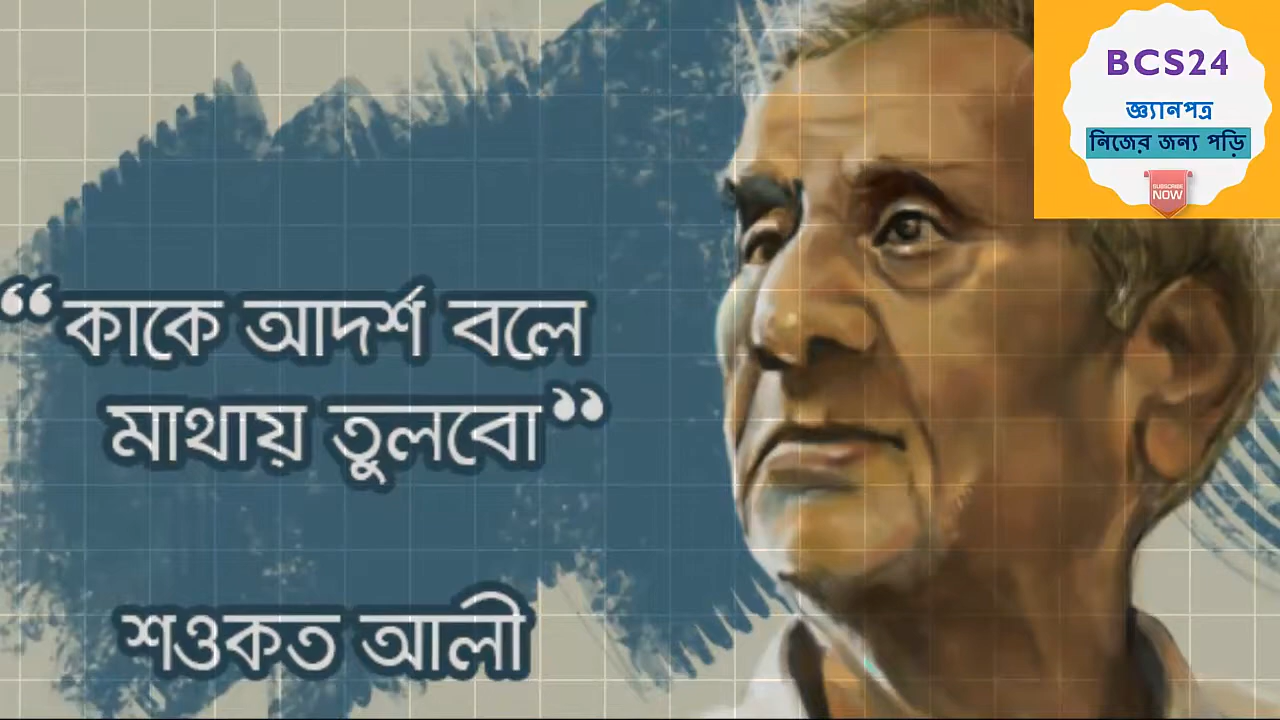 BCS24
জ্ঞ্যানপত্র
নিজের জন্য পড়ি
SUBSCRIBE
NOW
“কাকে আদর্শ বলে
মাথায় তুলবো”
শওকত আলী